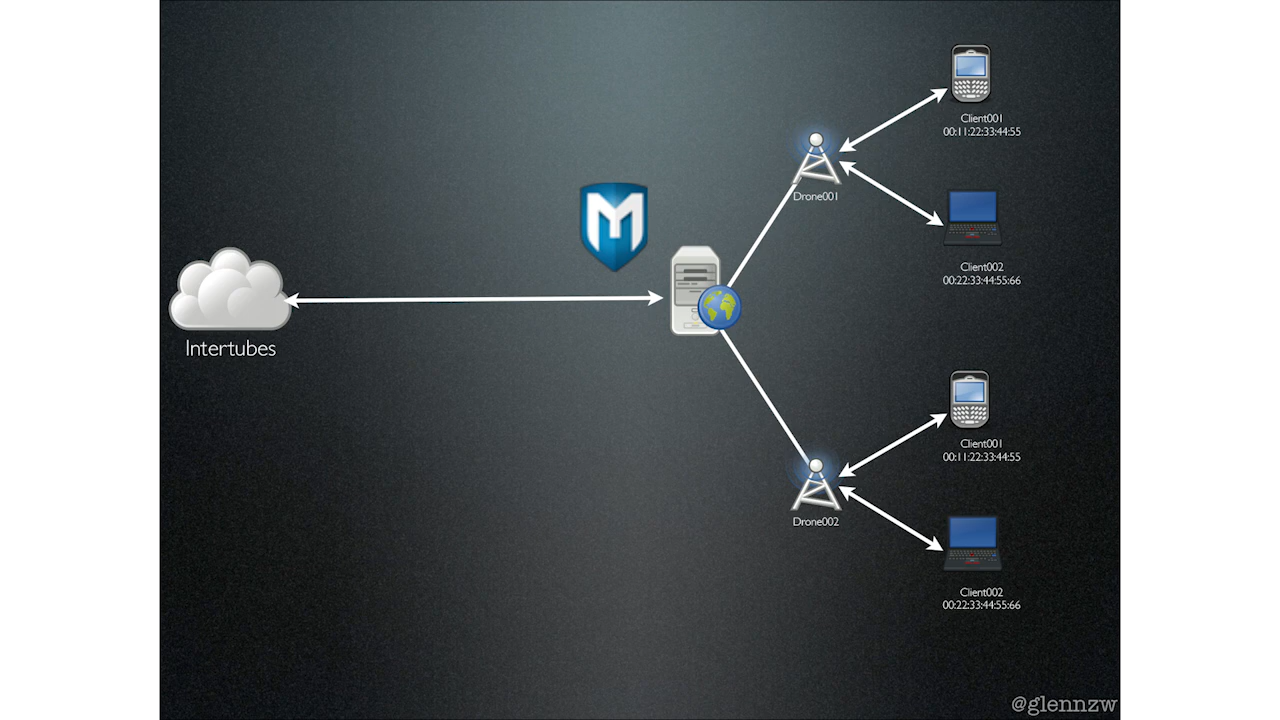 Client001
00:11:22:33:44:55
Drone001
Client002
00:22:33:44:55:66
Intertubes
Client001
00:11:22:33:44:55
Drone002
Client002
00:22:33:44:55:66
@glennzw